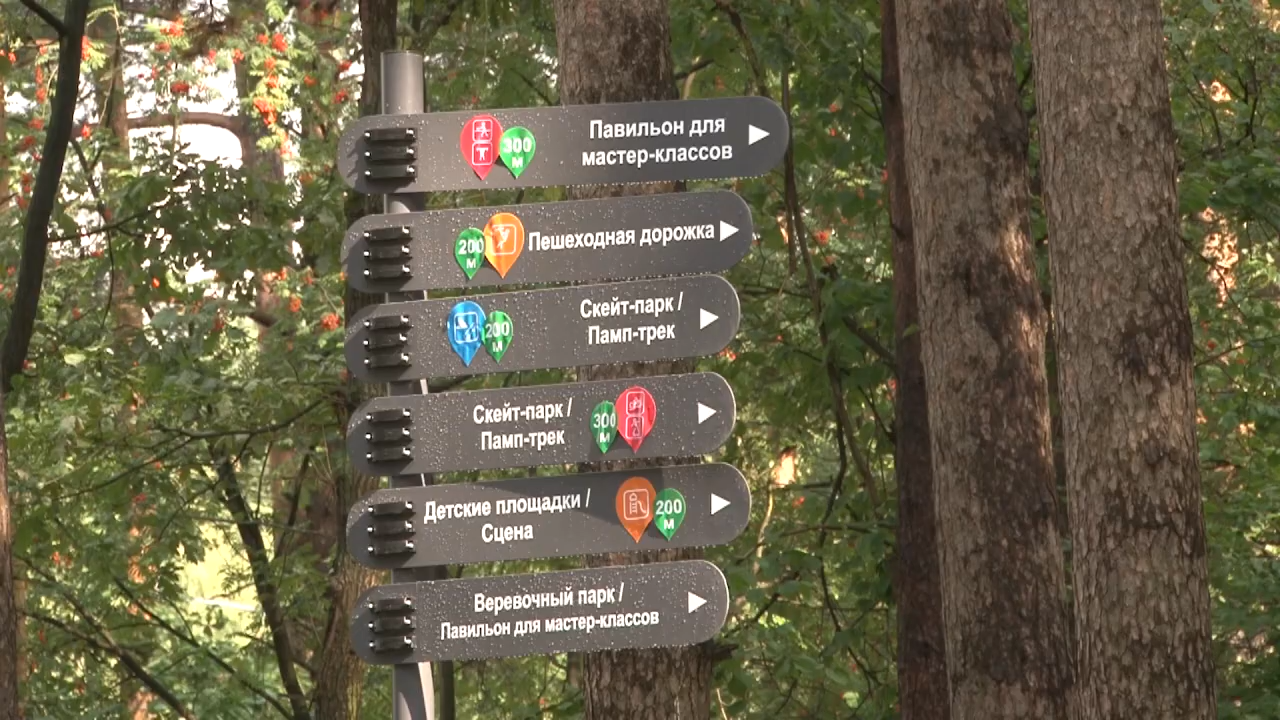 300 М
Павильон для
мастер-классов
200 М
Пешеходная дорожка
200 М
Скейт-парк /
Памп-трек
Скейт-парк /
Памп-трек
300 М
Детские площадки /
Сцена
200 М
Веревочный парк /
Павильон для мастер-классов